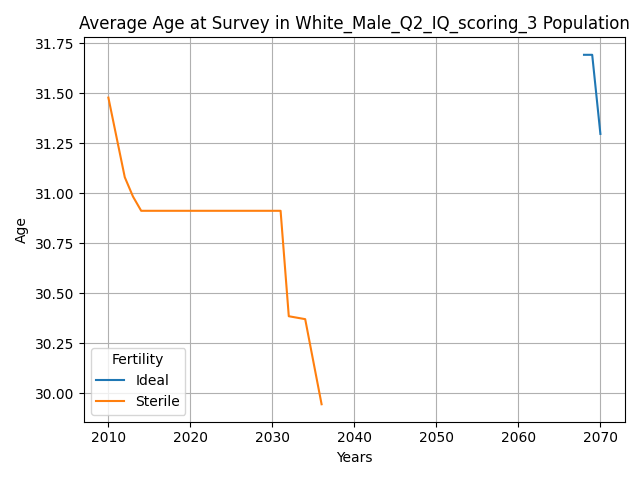 Average Age at Survey in White_Male_Q2_IQ_scoring_3 Population
31.75
31.50
31.25
31.00
30.75
30.50
30.25
30.00
Age
Fertility
Ideal
Sterile
2010 2020 2030 2040 2050 2060 2070
Years